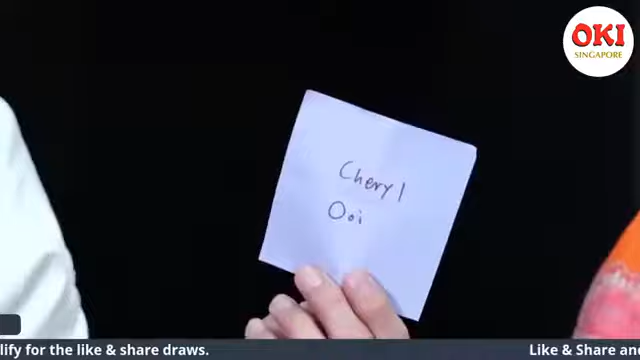 OKI
SINGAPORE
Cheryl
Ooi
lify for the like & share draws.
Like & Share and